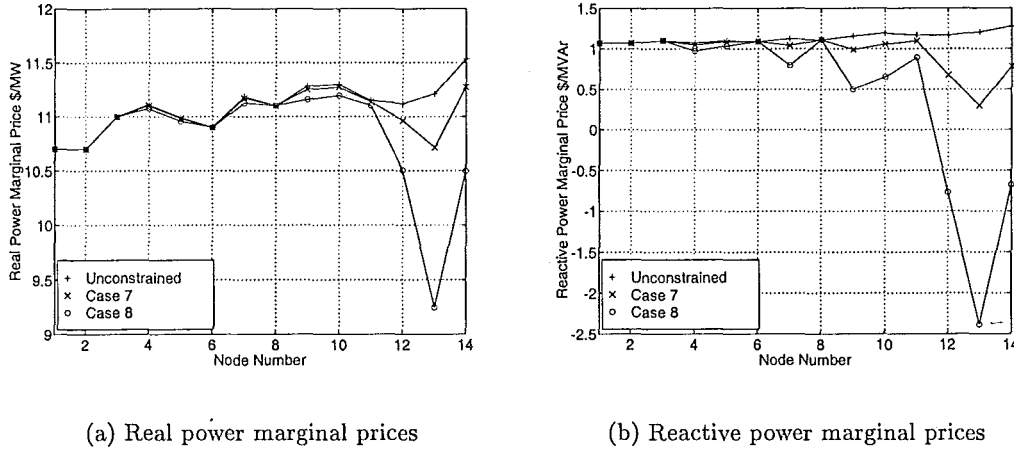 12
11.5
11
10.5
10
9.5
9
Real Power Marginal Price $/MW
Unconstrained
Case 7
Case 8
2 4 6 8 10 12 14
Node Number
(a) Real power marginal prices
1.5
1
0.5
0
-0.5
-1
-1.5
-2
-2.5
Reactive Power Marginal Price $/MVAr
Unconstrained
Case 7
Case 8
2 4 6 8 10 12 14
Node Number
(b) Reactive power marginal prices